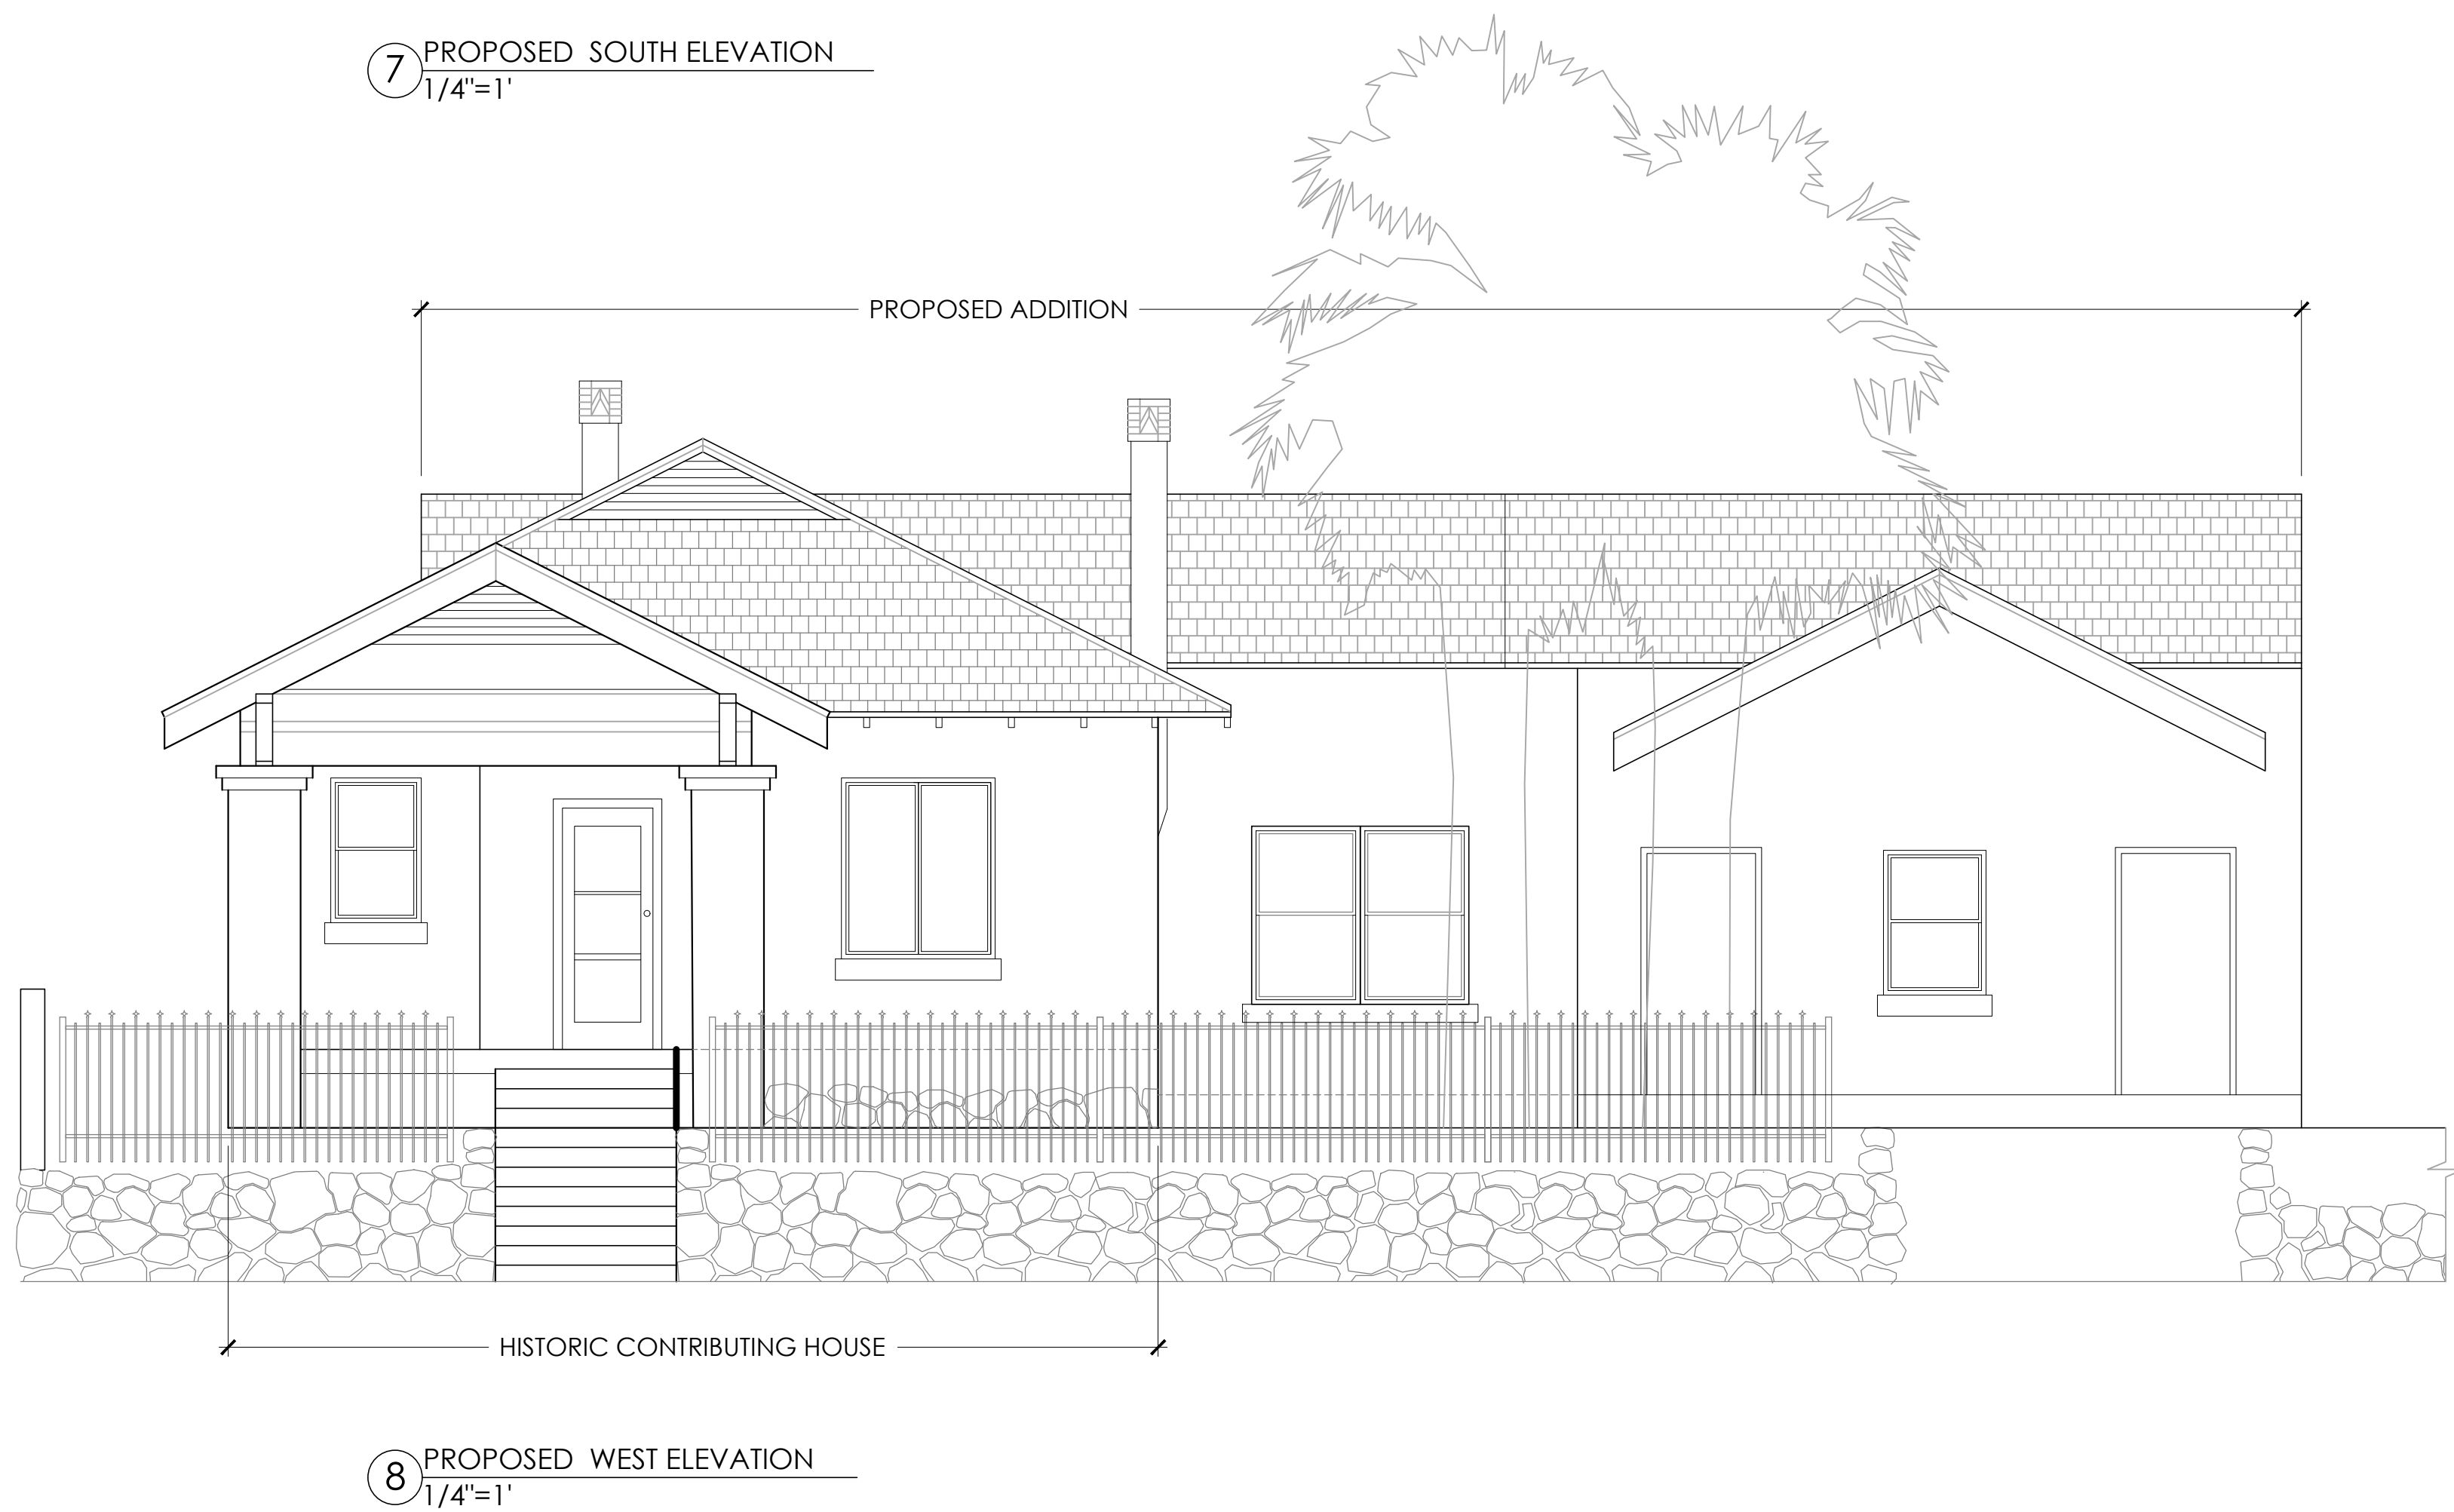 7 PROPOSED SOUTH ELEVATION
1/4"=1'
PROPOSED ADDITION
HISTORIC CONTRIBUTING HOUSE
8 PROPOSED WEST ELEVATION
1/4"=1'